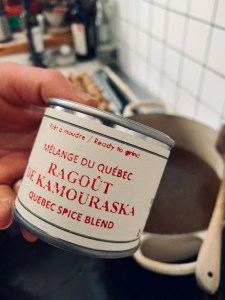 Prêt à moudre / Ready to grind
MÉLANGE DU QUÉBEC
RAGOÛT
DE KAMOURASKA
QUEBEC SPICE BLEND